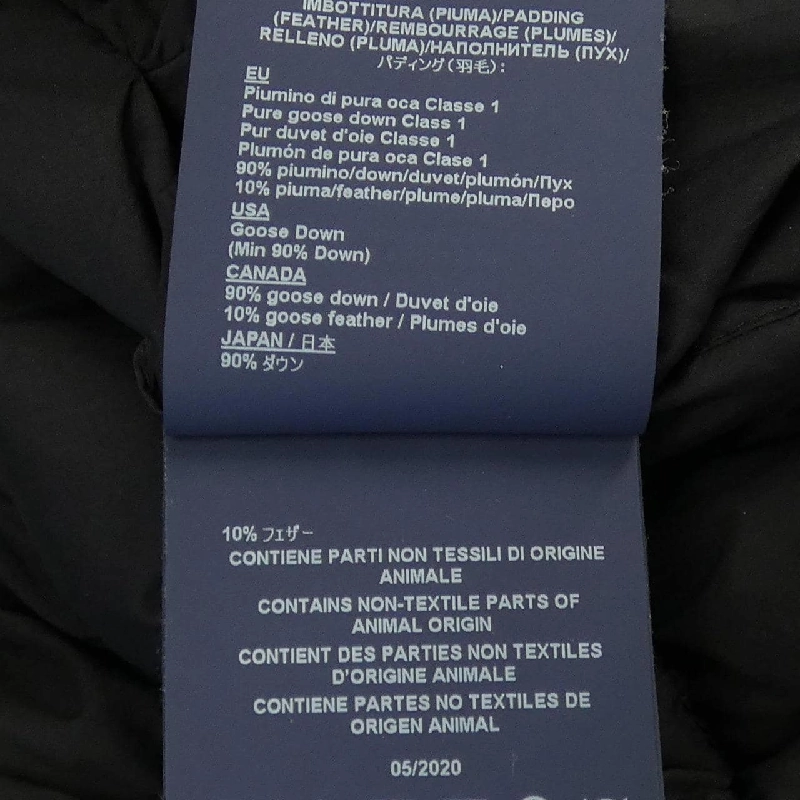 IMBOTTITURA (PIUMA)/PADDING
(FEATHER)/REMBOURRAGE (PLUMES)/
RELLENO (PLUMA)/НАПОЛНИТЕЛЬ (ПУХ)/
パディング(羽毛):
EU
Piumino di pura oca Classe 1
Pure goose down Class 1
Pur duvet d'oie Classe 1
Plumón de pura oca Clase 1
90% piumino/down/duvet/plumón/Пух
10% piuma/feather/plume/pluma/Перо
USA
Goose Down
(Min 90% Down)
CANADA
90% goose down / Duvet d'oie
10% goose feather / Plumes d'oie
JAPAN / 日本
90% ダウン
10% フェザー
CONTIENE PARTI NON TESSILI DI ORIGINE
ANIMALE
CONTAINS NON-TEXTILE PARTS OF
ANIMAL ORIGIN
CONTIENT DES PARTIES NON TEXTILES
D'ORIGINE ANIMALE
CONTIENE PARTES NO TEXTILES DE
ORIGEN ANIMAL
05/2020